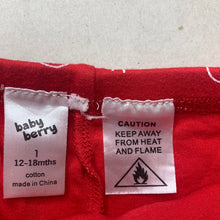 baby
berry
1
12-18mths
cotton
made in China
CAUTION
KEEP AWAY
FROM HEAT
AND FLAME